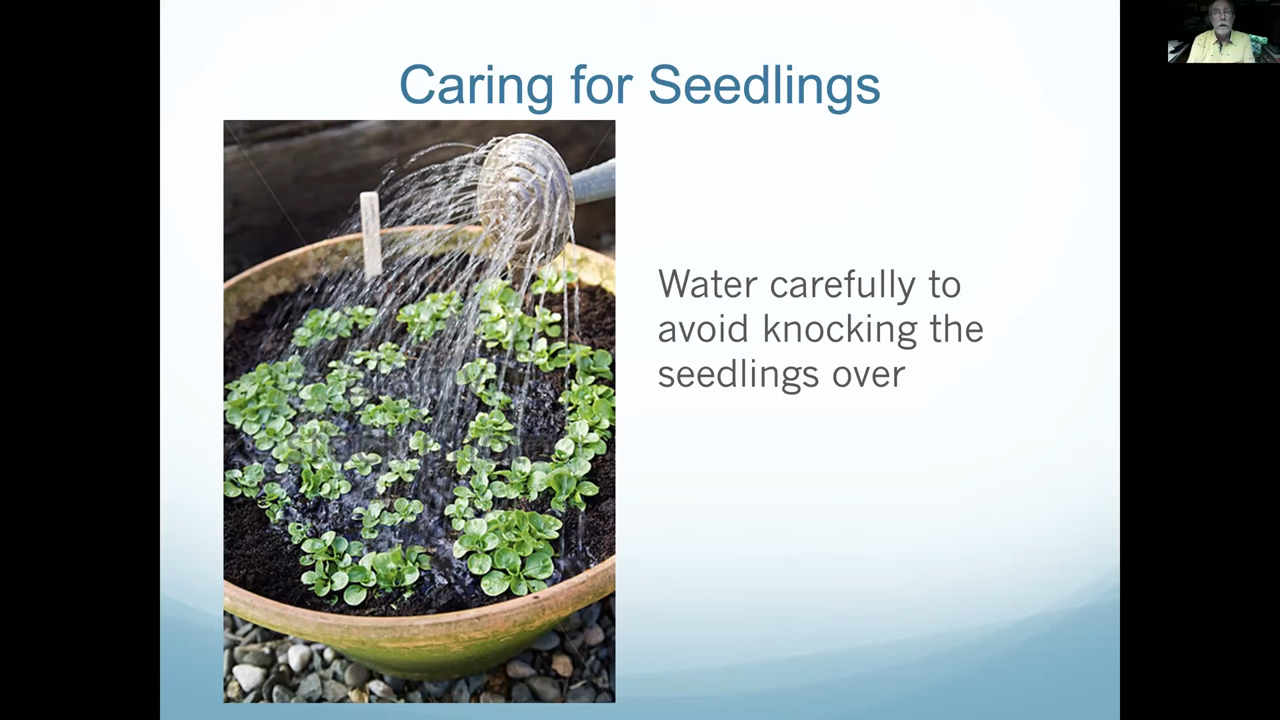 Caring for Seedlings
Water carefully to
avoid knocking the
seedlings over